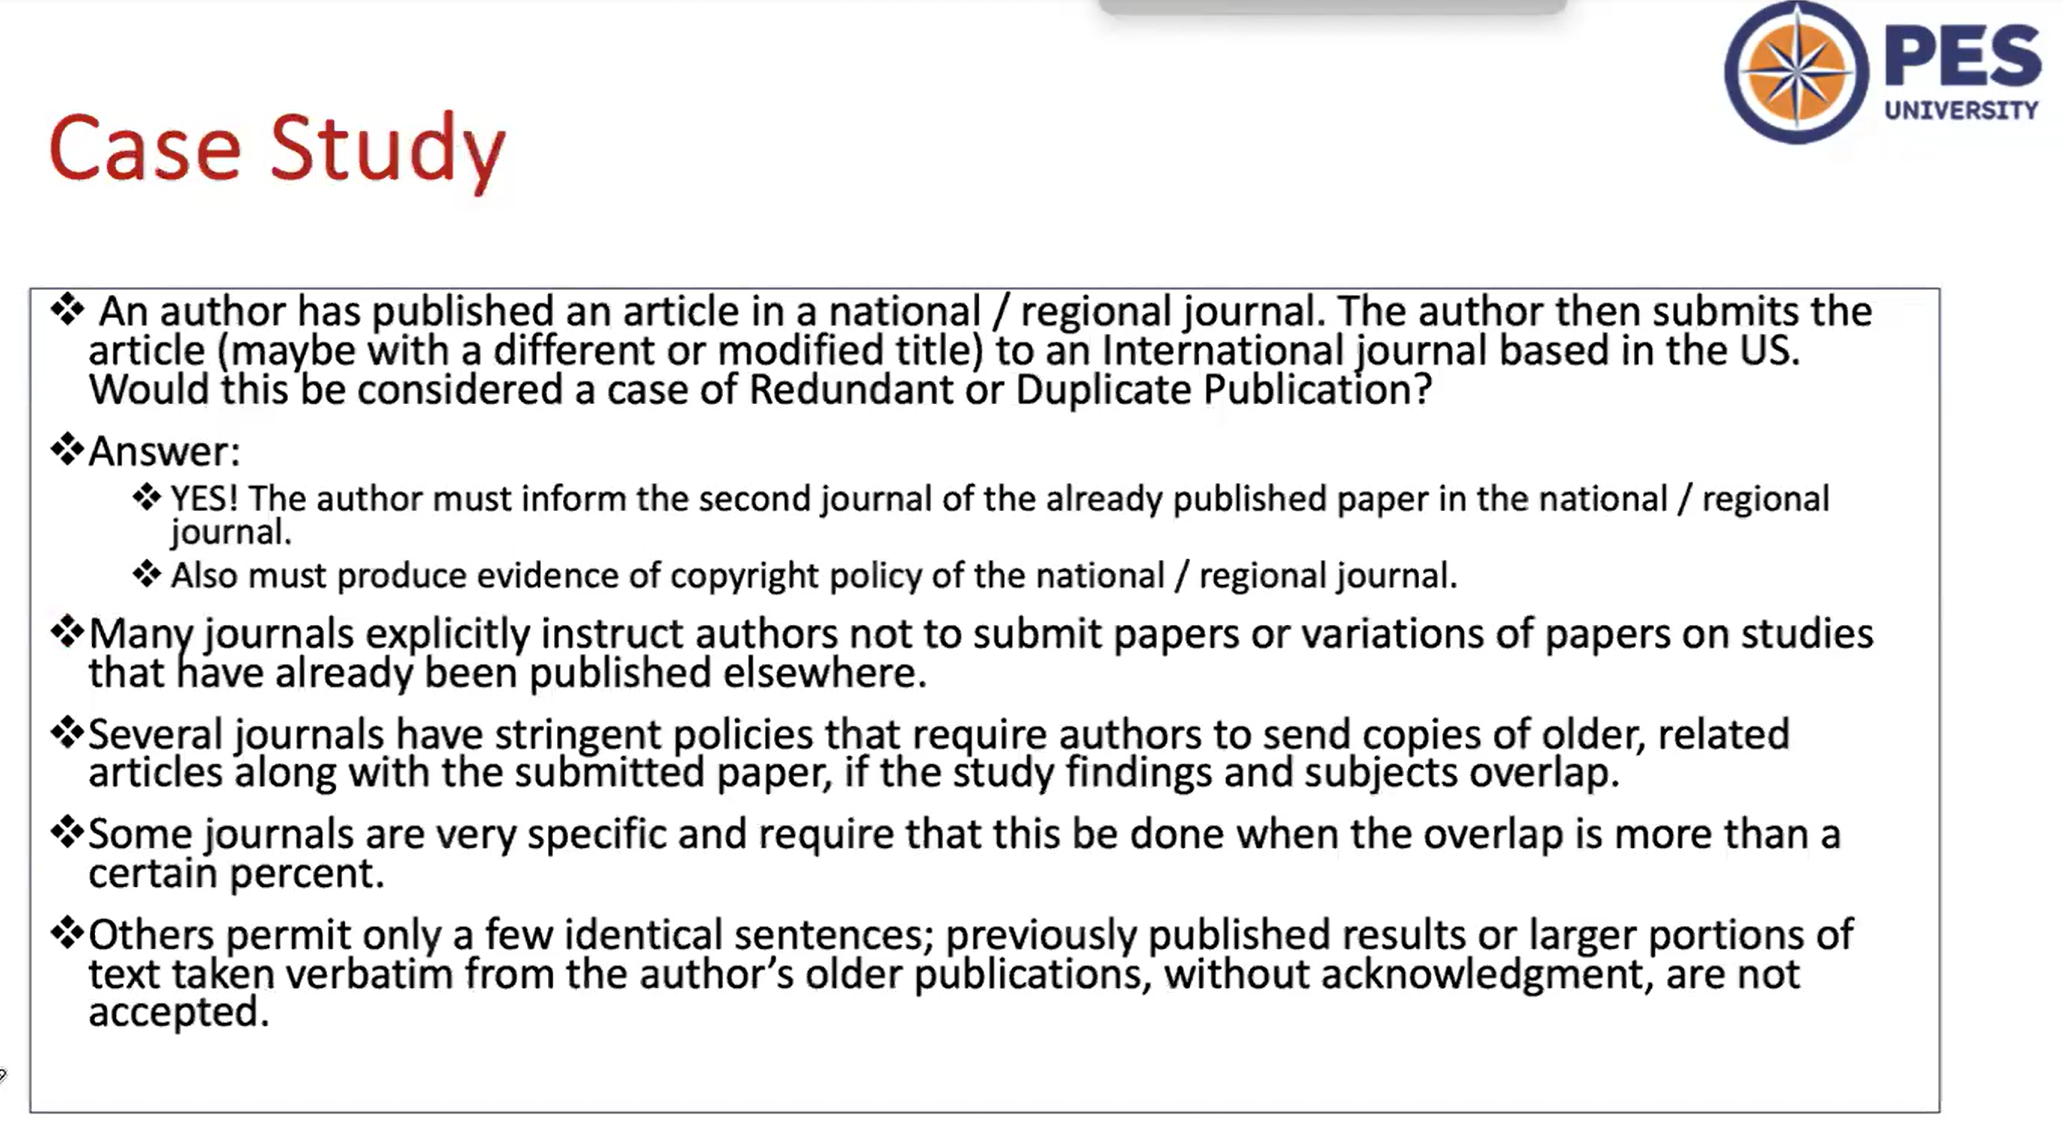 PES
UNIVERSITY
Case Study
❖ An author has published an article in a national / regional journal. The author then submits the
article (maybe with a different or modified title) to an International journal based in the US.
Would this be considered a case of Redundant or Duplicate Publication?
❖Answer:
❖ YES! The author must inform the second journal of the already published paper in the national / regional
journal.
❖ Also must produce evidence of copyright policy of the national / regional journal.
❖Many journals explicitly instruct authors not to submit papers or variations of papers on studies
that have already been published elsewhere.
❖Several journals have stringent policies that require authors to send copies of older, related
articles along with the submitted paper, if the study findings and subjects overlap.
❖Some journals are very specific and require that this be done when the overlap is more than a
certain percent.
❖Others permit only a few identical sentences; previously published results or larger portions of
text taken verbatim from the author’s older publications, without acknowledgment, are not
accepted.